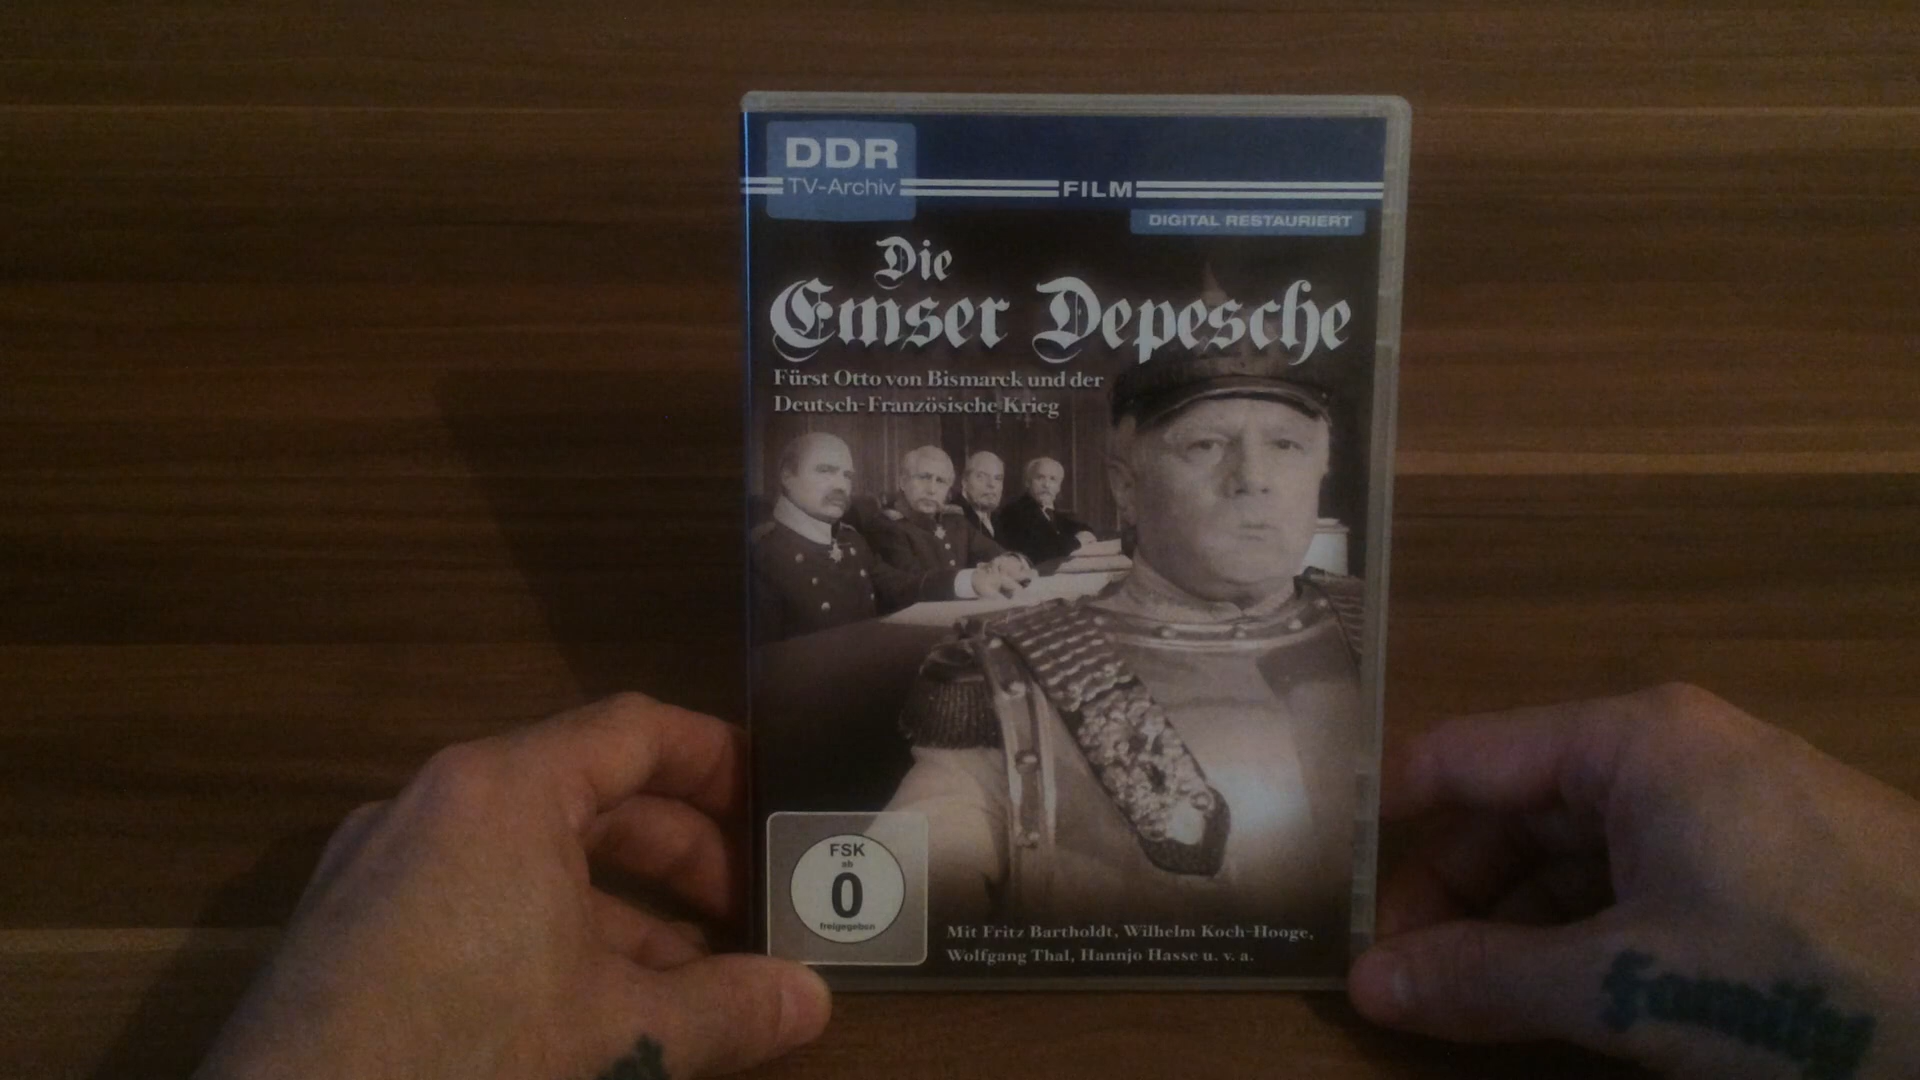 DDR
TV-Archiv
FILM
DIGITAL RESTAURIERT
Die
Emser Depesche
Fürst Otto von Bismarck und der
Deutsch-Französische Krieg
FSK
ab
0
freigegeben
Mit Fritz Bartholdt, Wilhelm Koch-Hooge,
Wolfgang Thal, Hannjo Hasse u. v. a.